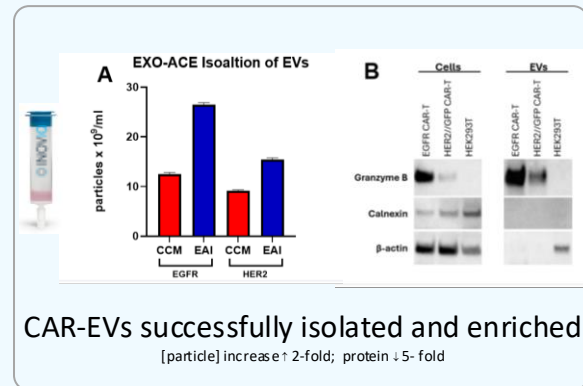 A
EXO-ACE Isoaltion of EVs
particles x 10⁹/ml
30
20
10
0
CCM EAI CCM EAI
EGFR HER2
INOVIQ
B
Cells EVs
EGFR CAR-T
HER2//GFP CAR-T
HEK293T
EGFR CAR-T
HER2//GFP CAR-T
HEK293T
Granzyme B
Calnexin
β-actin
CAR-EVs successfully isolated and enriched
[particle] increase ↑ 2-fold; protein ↓ 5- fold